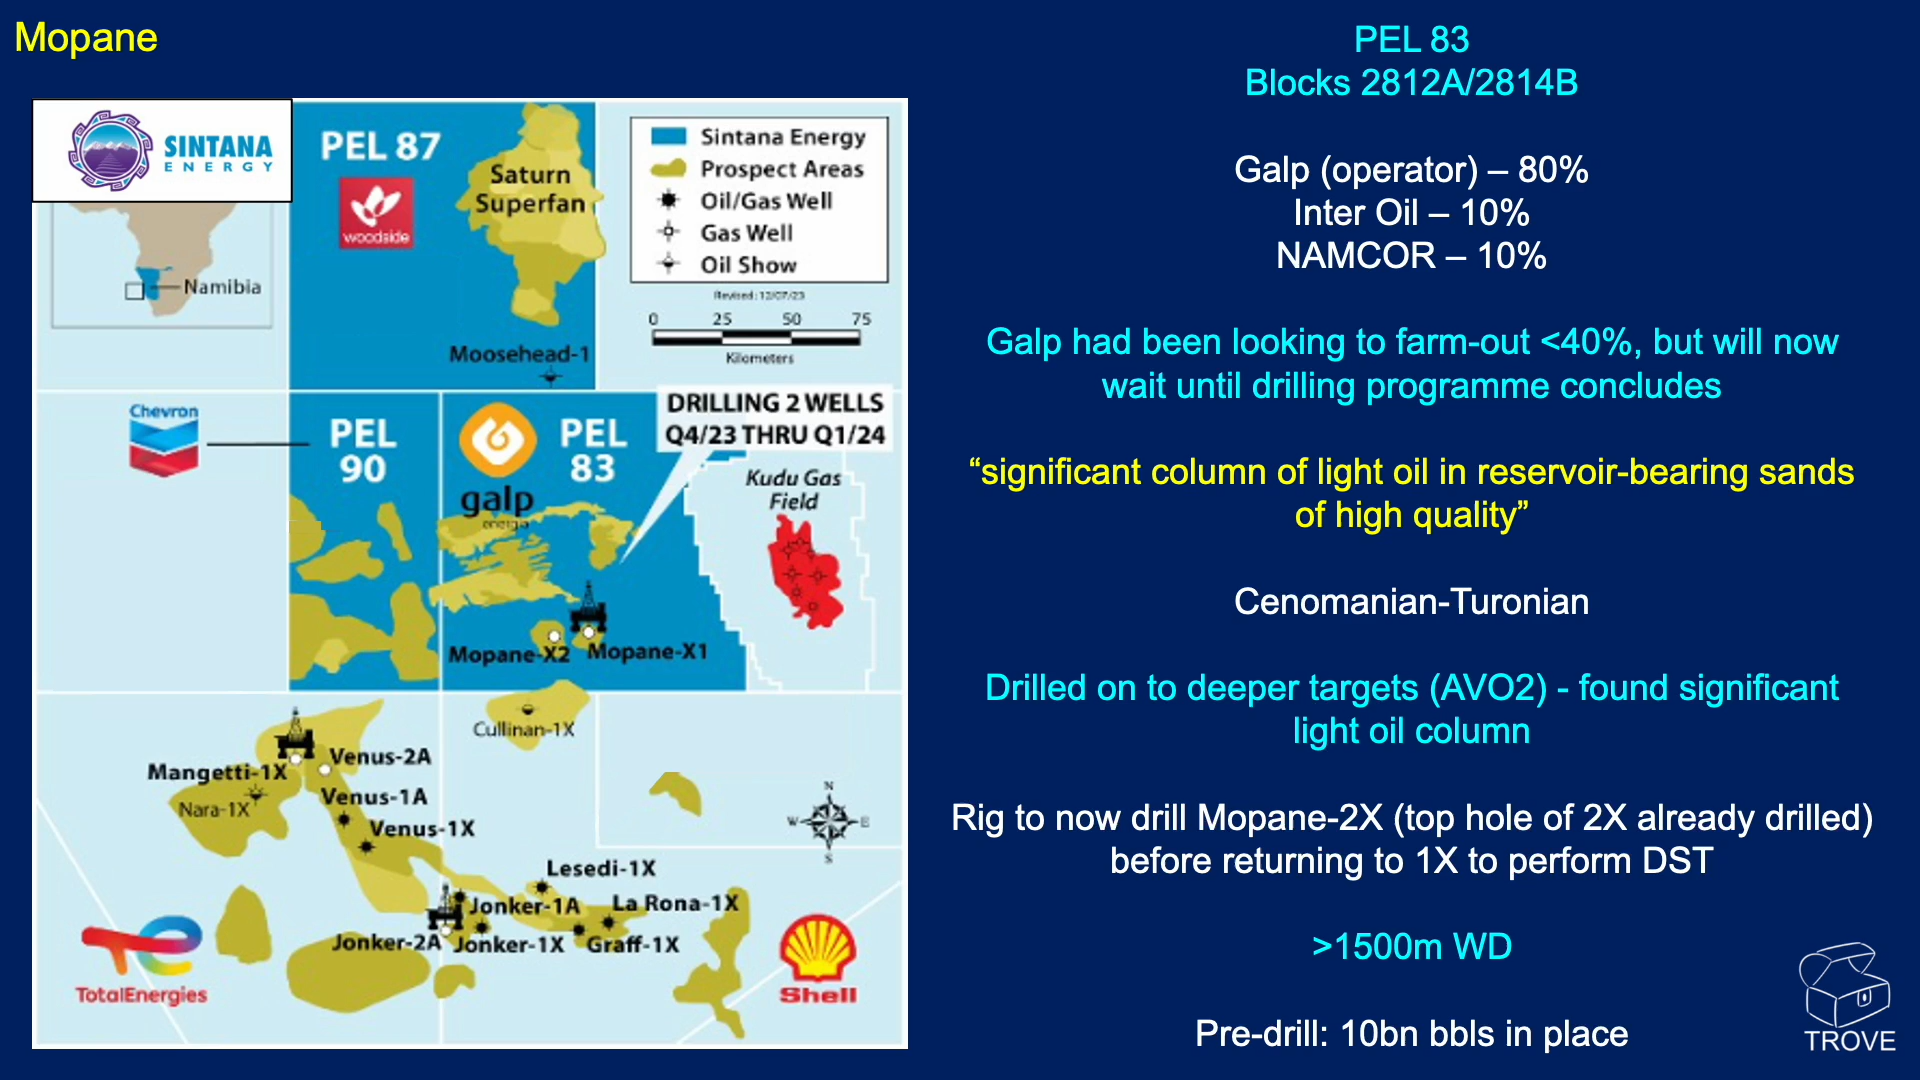 Mopane
SINTANA
ENERGY
PEL 87
woodside
Saturn
Superfan
Sintana Energy
Prospect Areas
Oil/Gas Well
Gas Well
Oil Show
Revised: 12/07/23
0 25 50 75
Kilometers
Namibia
Moosehead-1
Chevron
PEL
90
galp
energia
PEL
83
DRILLING 2 WELLS
Q4/23 THRU Q1/24
Kudu Gas
Field
Mopane-X2
Mopane-X1
Cullinan-1X
Mangetti-1X
Venus-2A
Nara-1X
Venus-1A
Venus-1X
N
W E
S
Lesedi-1X
Jonker-1A
La Rona-1X
Jonker-2A
Jonker-1X
Graff-1X
TotalEnergies
Shell
PEL 83
Blocks 2812A/2814B
Galp (operator) – 80%
Inter Oil – 10%
NAMCOR – 10%
Galp had been looking to farm-out <40%, but will now
wait until drilling programme concludes
“significant column of light oil in reservoir-bearing sands
of high quality”
Cenomanian-Turonian
Drilled on to deeper targets (AVO2) - found significant
light oil column
Rig to now drill Mopane-2X (top hole of 2X already drilled)
before returning to 1X to perform DST
>1500m WD
Pre-drill: 10bn bbls in place
TROVE